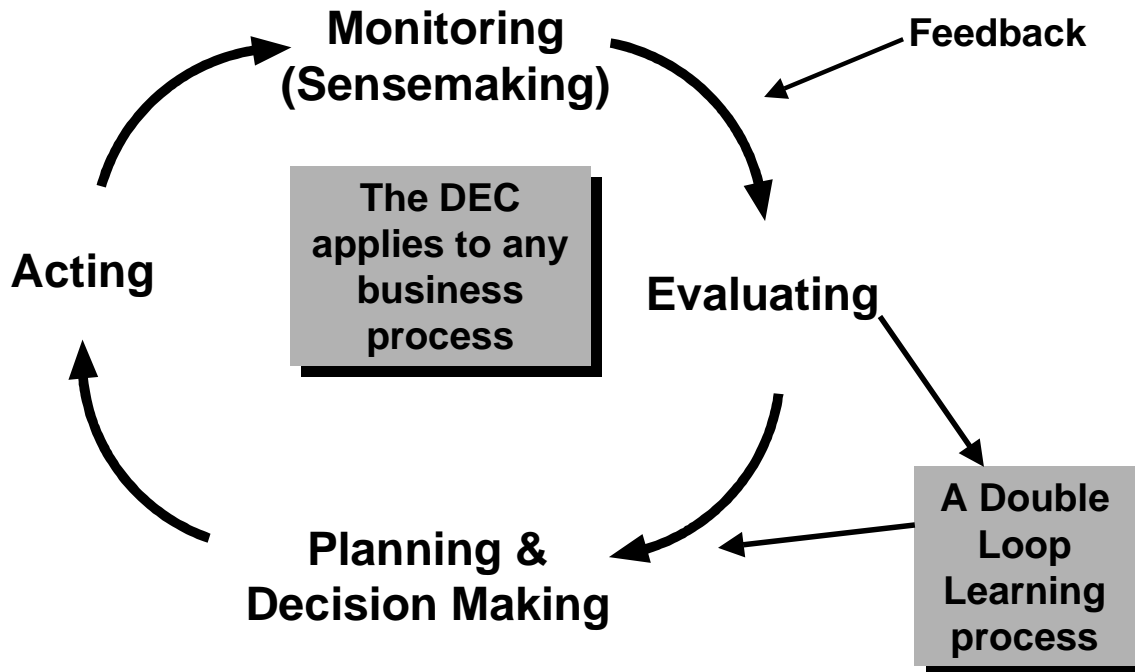 Monitoring
(Sensemaking)
Feedback
The DEC
applies to any
business
process
Acting
Evaluating
Planning &
Decision Making
A Double
Loop
Learning
process